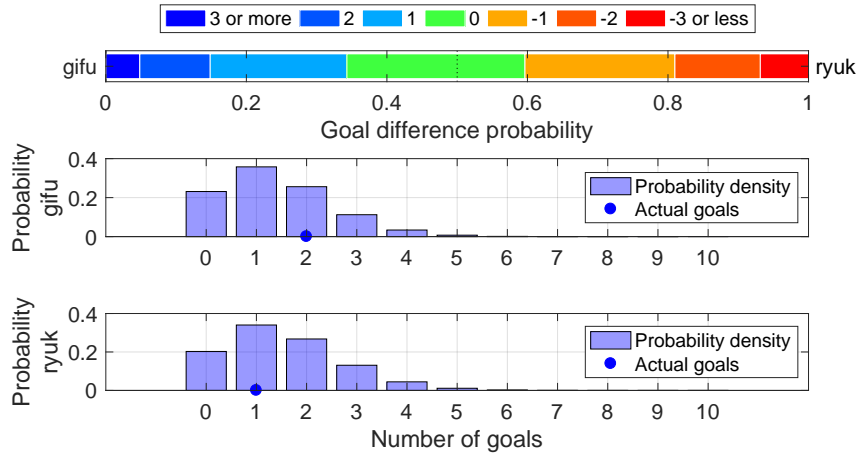 3 or more 2 1 0 -1 -2 -3 or less
gifu ryuk
0 0.2 0.4 0.6 0.8 1
Goal difference probability
Probability
gifu
0.4
0.2
0
Probability density
Actual goals
0 1 2 3 4 5 6 7 8 9 10
Probability
ryuk
0.4
0.2
0
Probability density
Actual goals
0 1 2 3 4 5 6 7 8 9 10
Number of goals